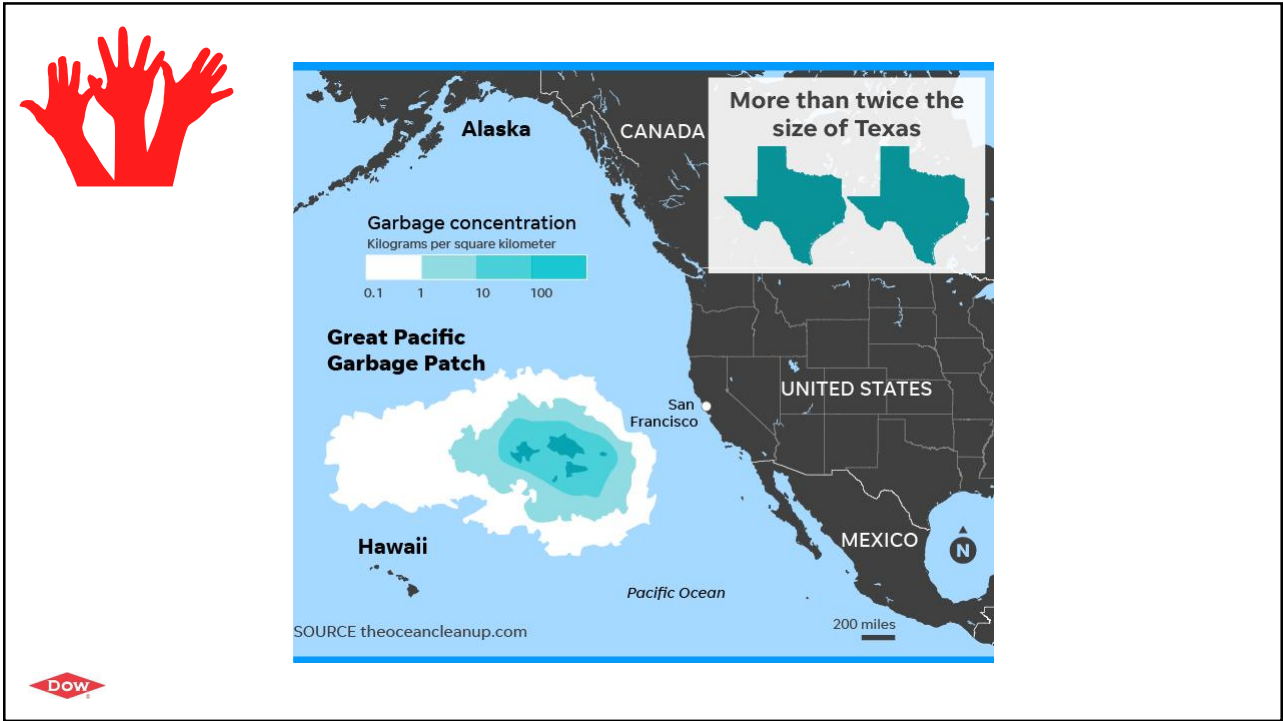 More than twice the
size of Texas
Alaska
CANADA
Garbage concentration
Kilograms per square kilometer
0.1 1 10 100
Great Pacific
Garbage Patch
San
Francisco
UNITED STATES
Hawaii
MEXICO
N
Pacific Ocean
SOURCE theoceancleanup.com
200 miles
DOW
®